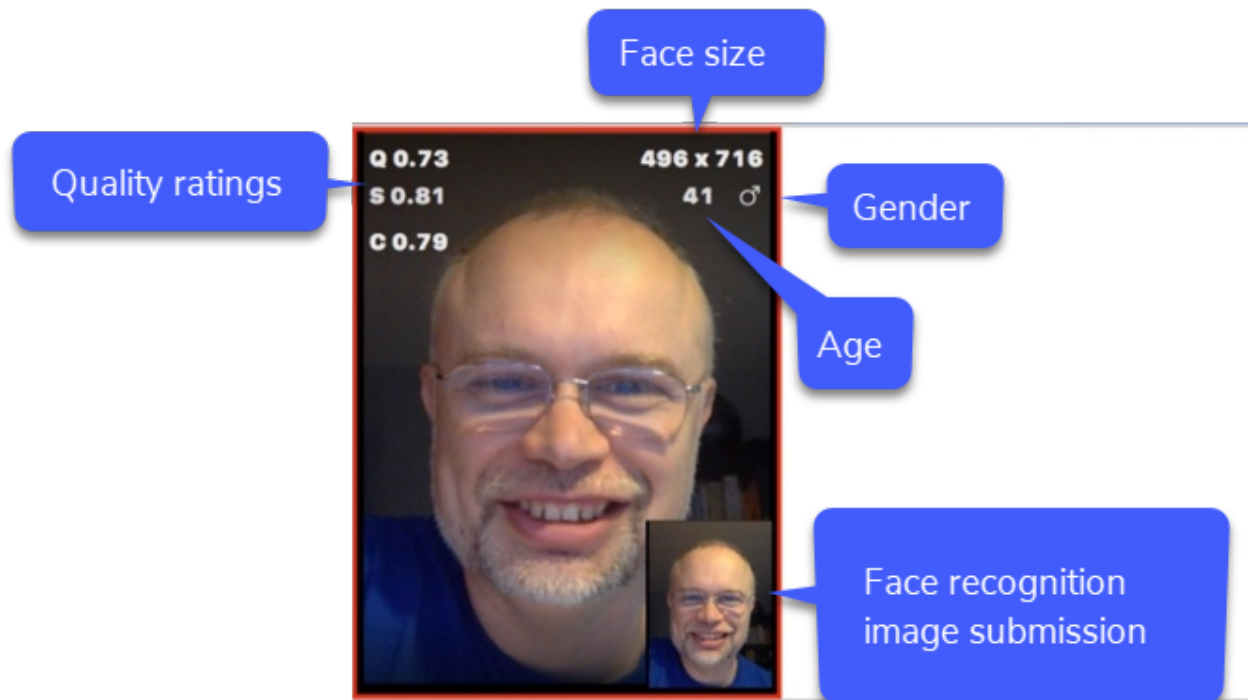 Face size
Quality ratings
Q 0.73
496 x 716
S 0.81
41 ♂
C 0.79
Gender
Age
Face recognition
image submission